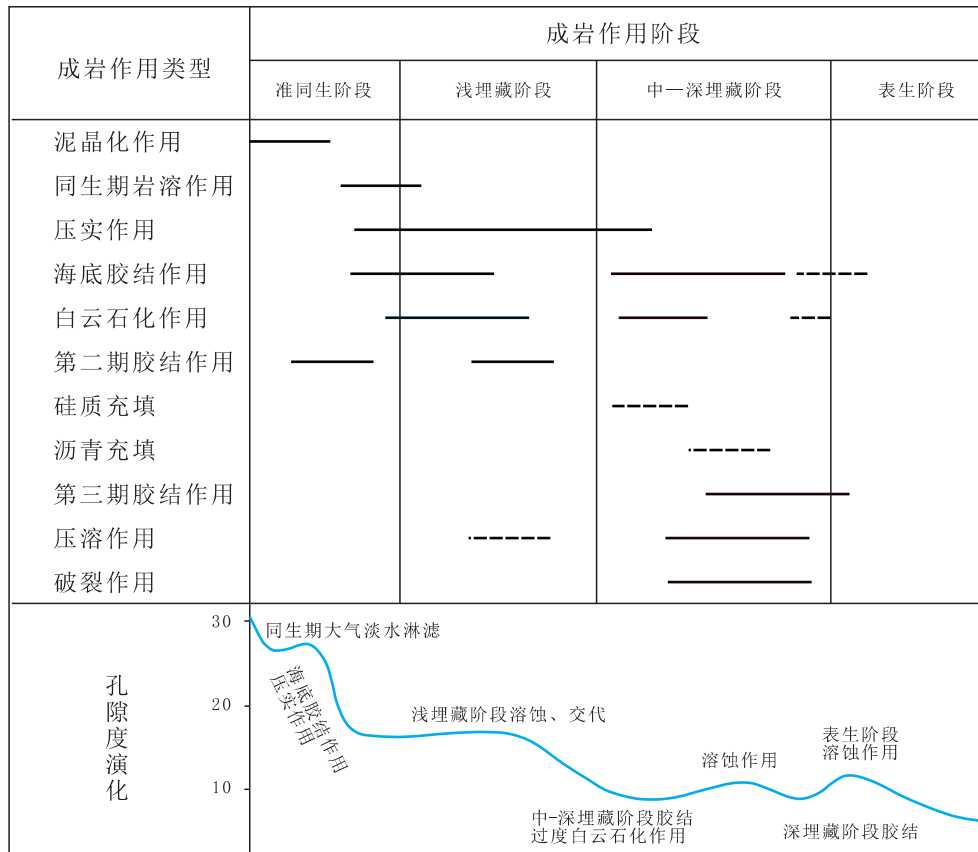 成岩作用类型
成岩作用阶段
准同生阶段
浅埋藏阶段
中—深埋藏阶段
表生阶段
泥晶化作用
同生期岩溶作用
压实作用
海底胶结作用
白云石化作用
第二期胶结作用
硅质充填
沥青充填
第三期胶结作用
压溶作用
破裂作用
孔隙度演化
30
20
10
同生期大气淡水淋滤
海底胶结作用
压实作用
浅埋藏阶段溶蚀、交代
中-深埋藏阶段胶结
过度白云石化作用
溶蚀作用
表生阶段
溶蚀作用
深埋藏阶段胶结